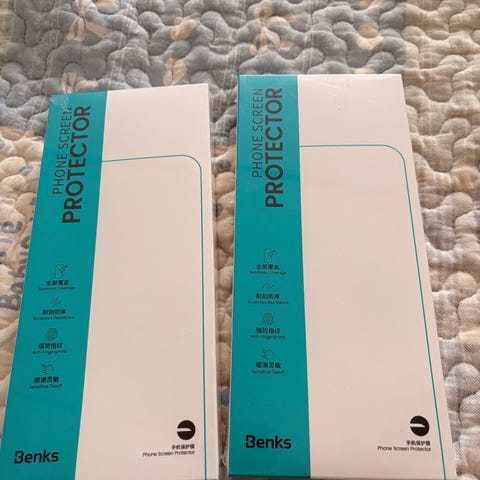 PHONE SCREEN
PROTECTOR
全屏覆盖
Seamless Coverage
耐刮防摔
Scratches Resistance
强防指纹
Anti-Fingerprints
顺滑灵敏
Sensitive Touch
Benks
手机保护膜
Phone Screen Protector
PHONE SCREEN
PROTECTOR
全屏覆盖
Seamless Coverage
耐刮防摔
Scratches Resistance
强防指纹
Anti-Fingerprints
顺滑灵敏
Sensitive Touch
Benks
手机保护膜
Phone Screen Protector